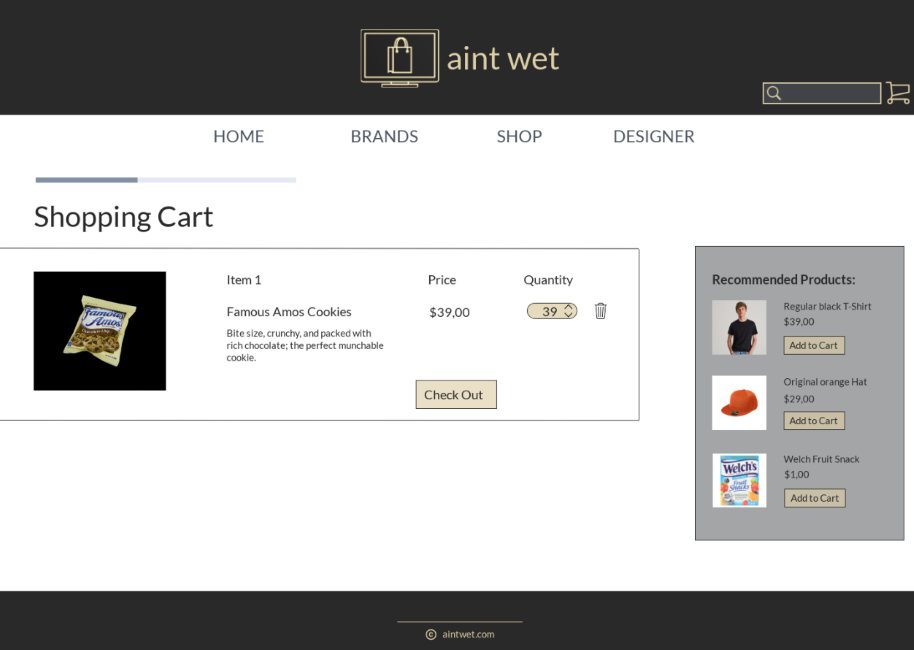 aint wet
HOME BRANDS SHOP DESIGNER
Shopping Cart
Item 1 Price Quantity
Famous Amos Cookies $39,00 39
Bite size, crunchy, and packed with
rich chocolate; the perfect munchable
cookie.
Check Out
Famous
Amos
Recommended Products:
Regular black T-Shirt
$39,00
Add to Cart
Original orange Hat
$29,00
Add to Cart
Welch's
Fruit
Snacks
Welch Fruit Snack
$1,00
Add to Cart
© aintwet.com